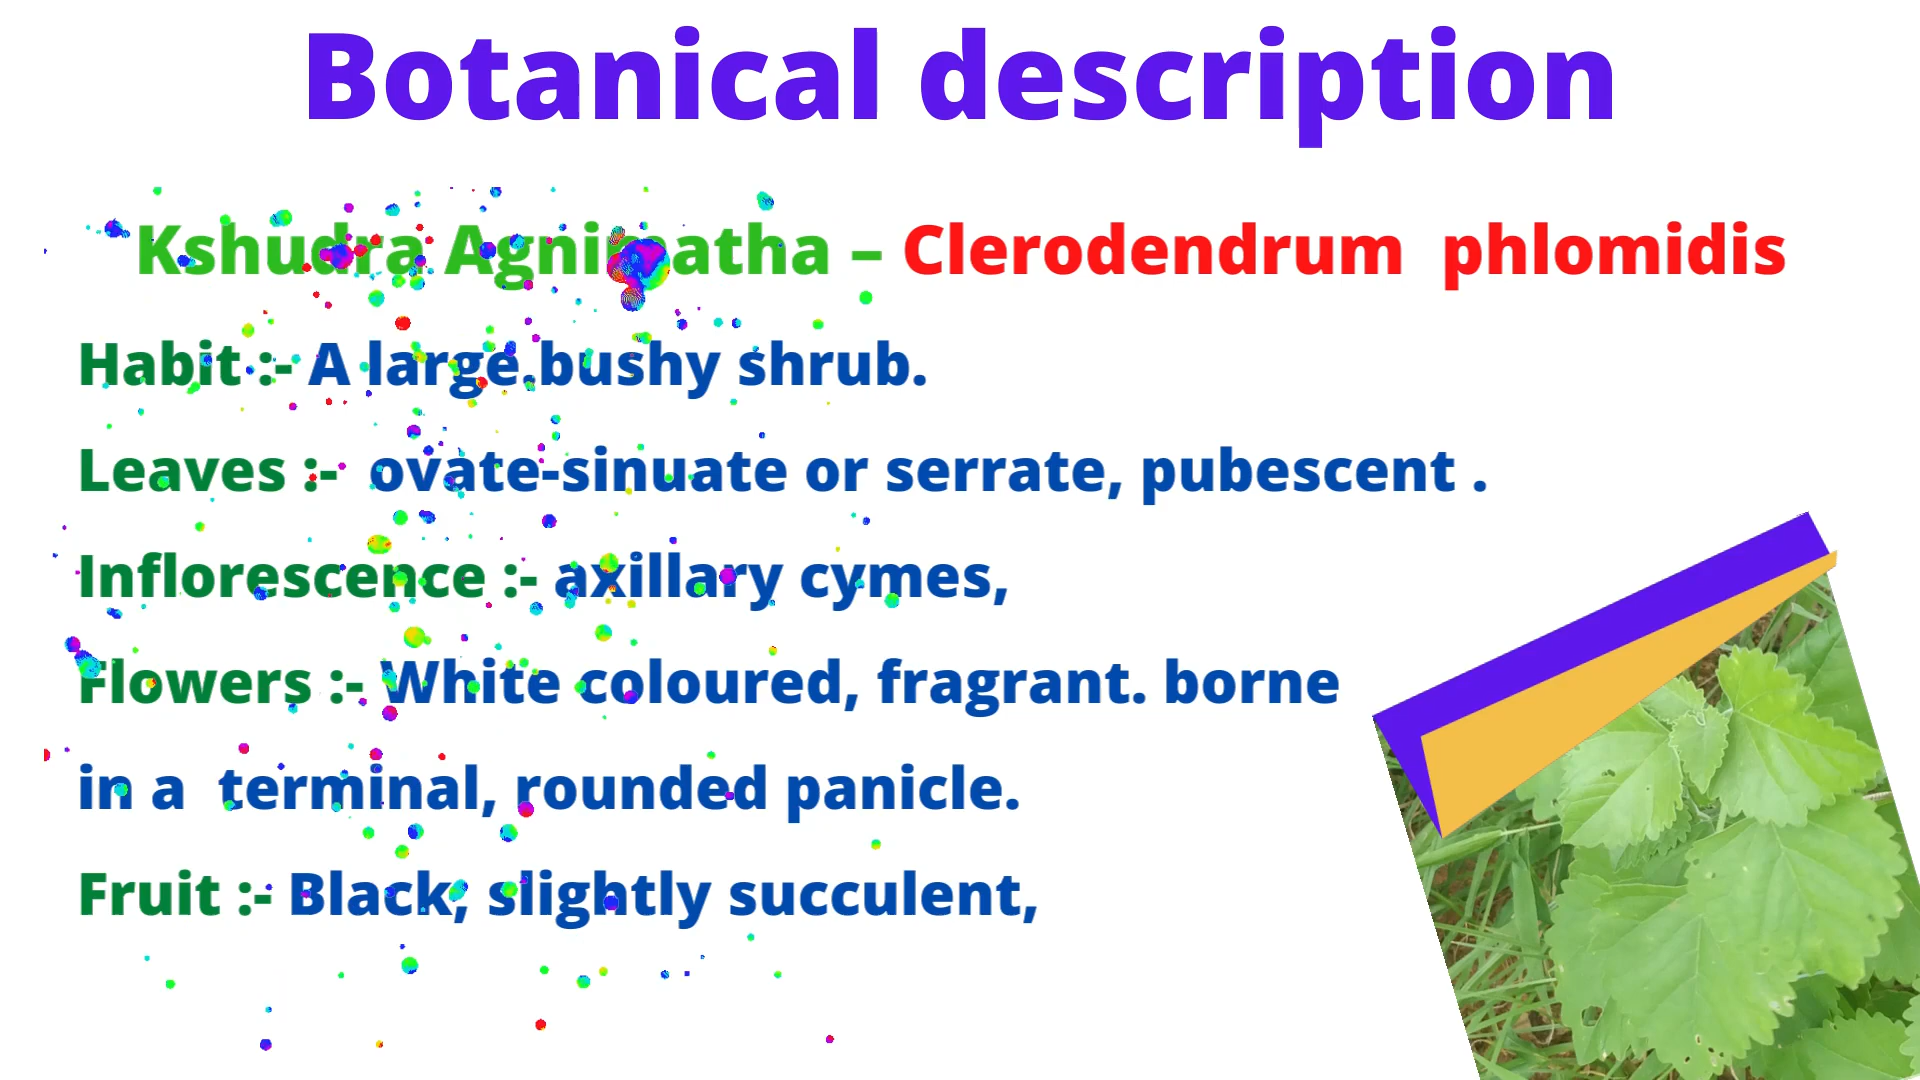 Botanical description
Kshudra Agnimatha – Clerodendrum phlomidis
Habit :- A large.bushy shrub.
Leaves :- ovate-sinuate or serrate, pubescent .
Inflorescence :- axillary cymes,
Flowers :- White coloured, fragrant. borne
in a terminal, rounded panicle.
Fruit :- Black, slightly succulent,